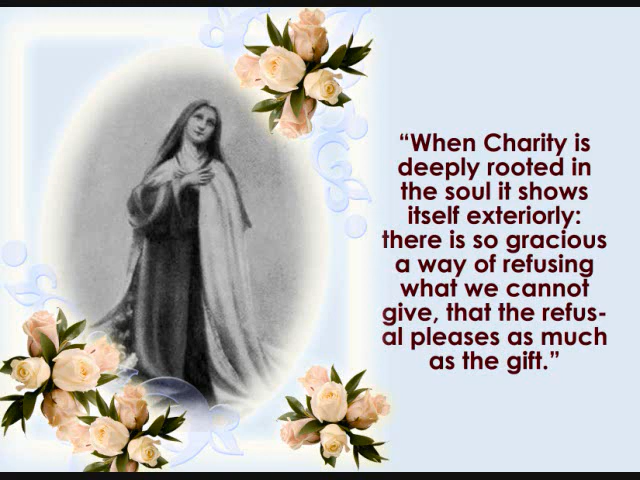 “When Charity is
deeply rooted in
the soul it shows
itself exteriorly:
there is so gracious
a way of refusing
what we cannot
give, that the refus-
al pleases as much
as the gift.”